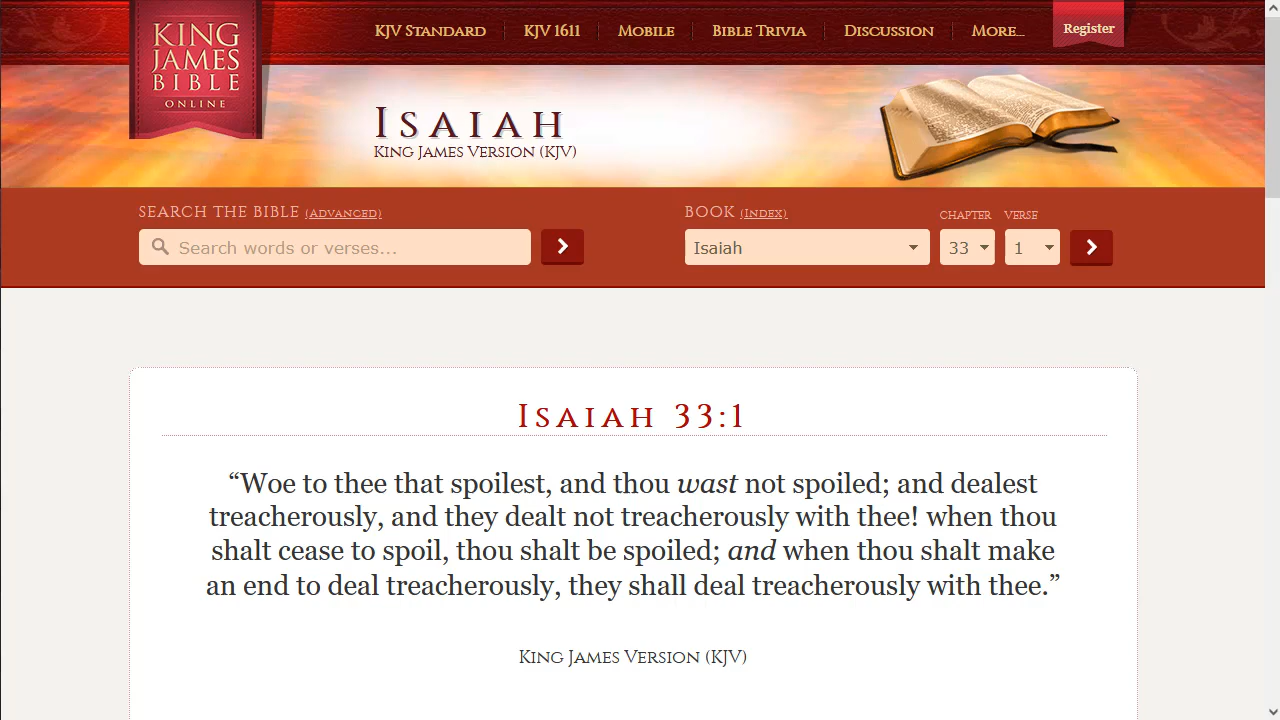 KING
JAMES
BIBLE
ONLINE
KJV Standard
KJV 1611
Mobile
Bible Trivia
Discussion
More...
Register
Isaiah
King James Version (KJV)
Search the Bible (Advanced)
Search words or verses...
Book (Index)
Isaiah
Chapter
33
Verse
1
Isaiah 33:1
“Woe to thee that spoilest, and thou wast not spoiled; and dealest
treacherously, and they dealt not treacherously with thee! when thou
shalt cease to spoil, thou shalt be spoiled; and when thou shalt make
an end to deal treacherously, they shall deal treacherously with thee.”
King James Version (KJV)